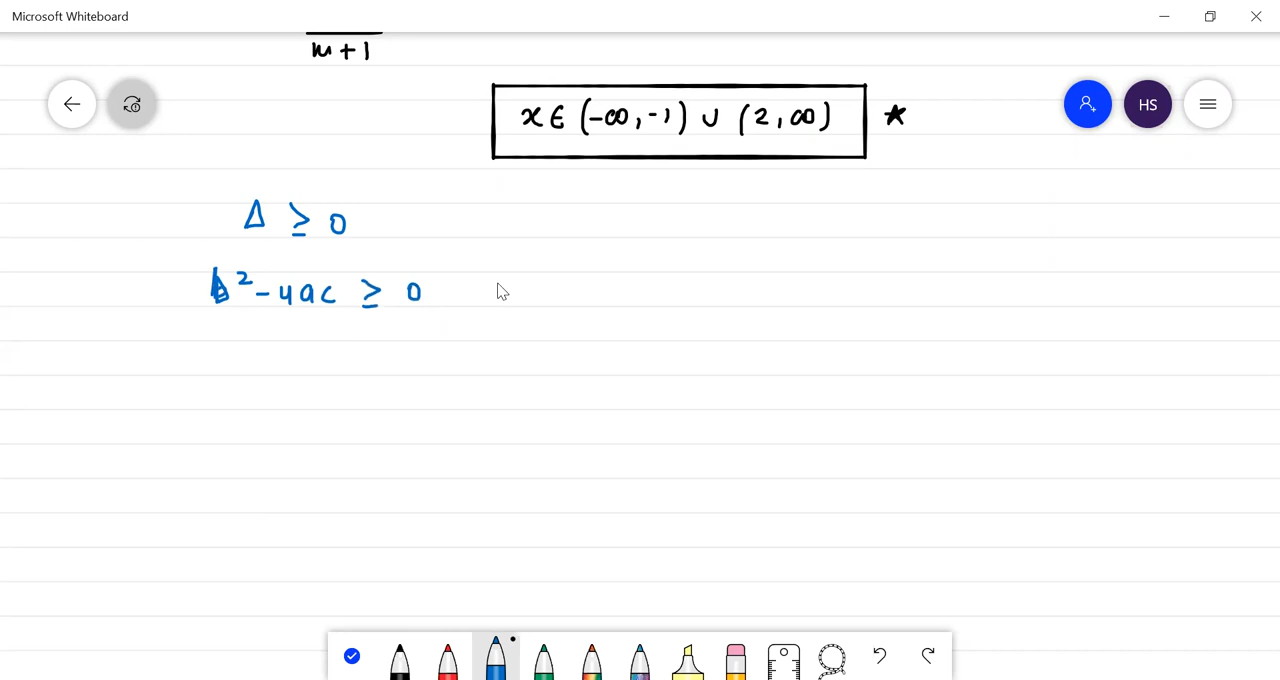 Microsoft Whiteboard
m+1
x ∈ (-∞, -1) ∪ (2, ∞) ★
HS
Δ ≥ 0
b² - 4ac ≥ 0